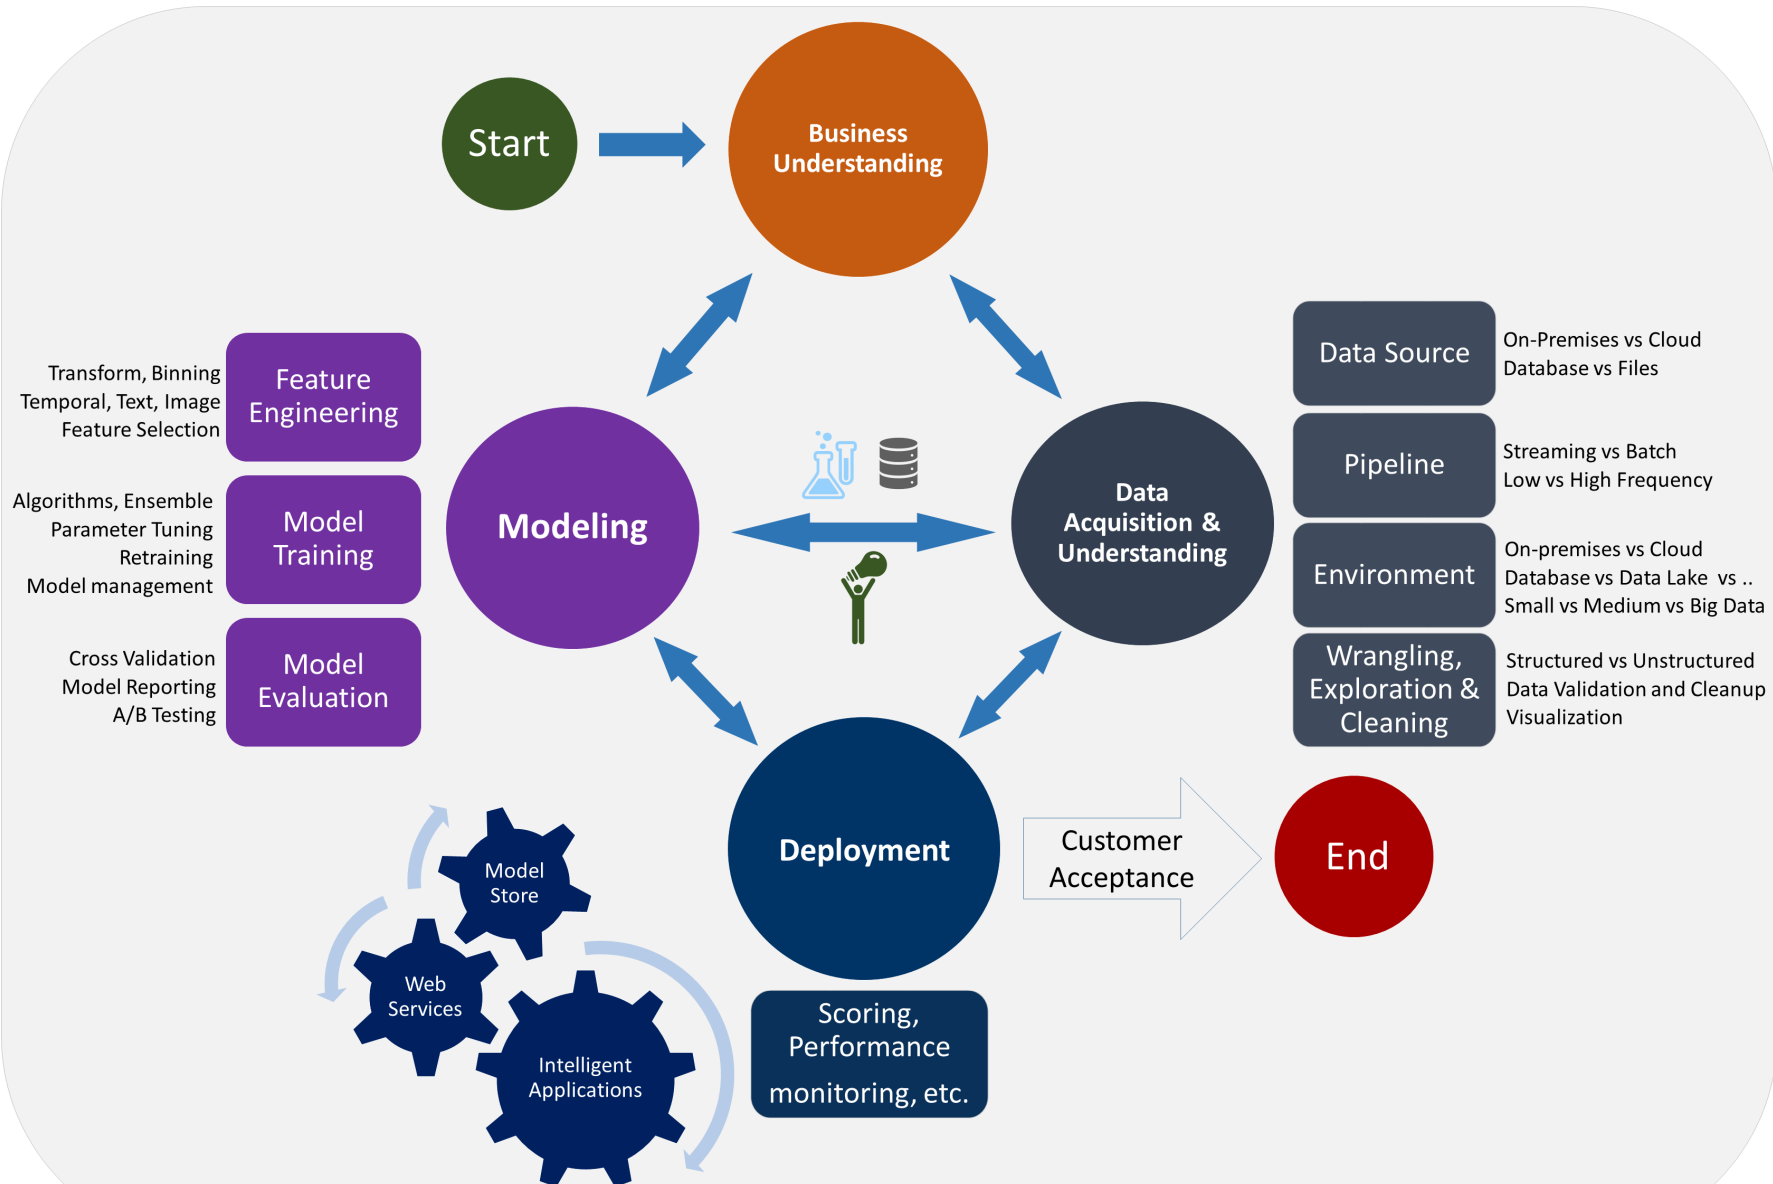 Start
Business
Understanding
Transform, Binning
Temporal, Text, Image
Feature Selection
Feature
Engineering
Algorithms, Ensemble
Parameter Tuning
Retraining
Model management
Model
Training
Cross Validation
Model Reporting
A/B Testing
Model
Evaluation
Modeling
Data
Acquisition &
Understanding
Data Source
On-Premises vs Cloud
Database vs Files
Pipeline
Streaming vs Batch
Low vs High Frequency
Environment
On-premises vs Cloud
Database vs Data Lake  vs ..
Small vs Medium vs Big Data
Wrangling,
Exploration &
Cleaning
Structured vs Unstructured
Data Validation and Cleanup
Visualization
Deployment
Customer
Acceptance
End
Model
Store
Web
Services
Intelligent
Applications
Scoring,
Performance
monitoring, etc.